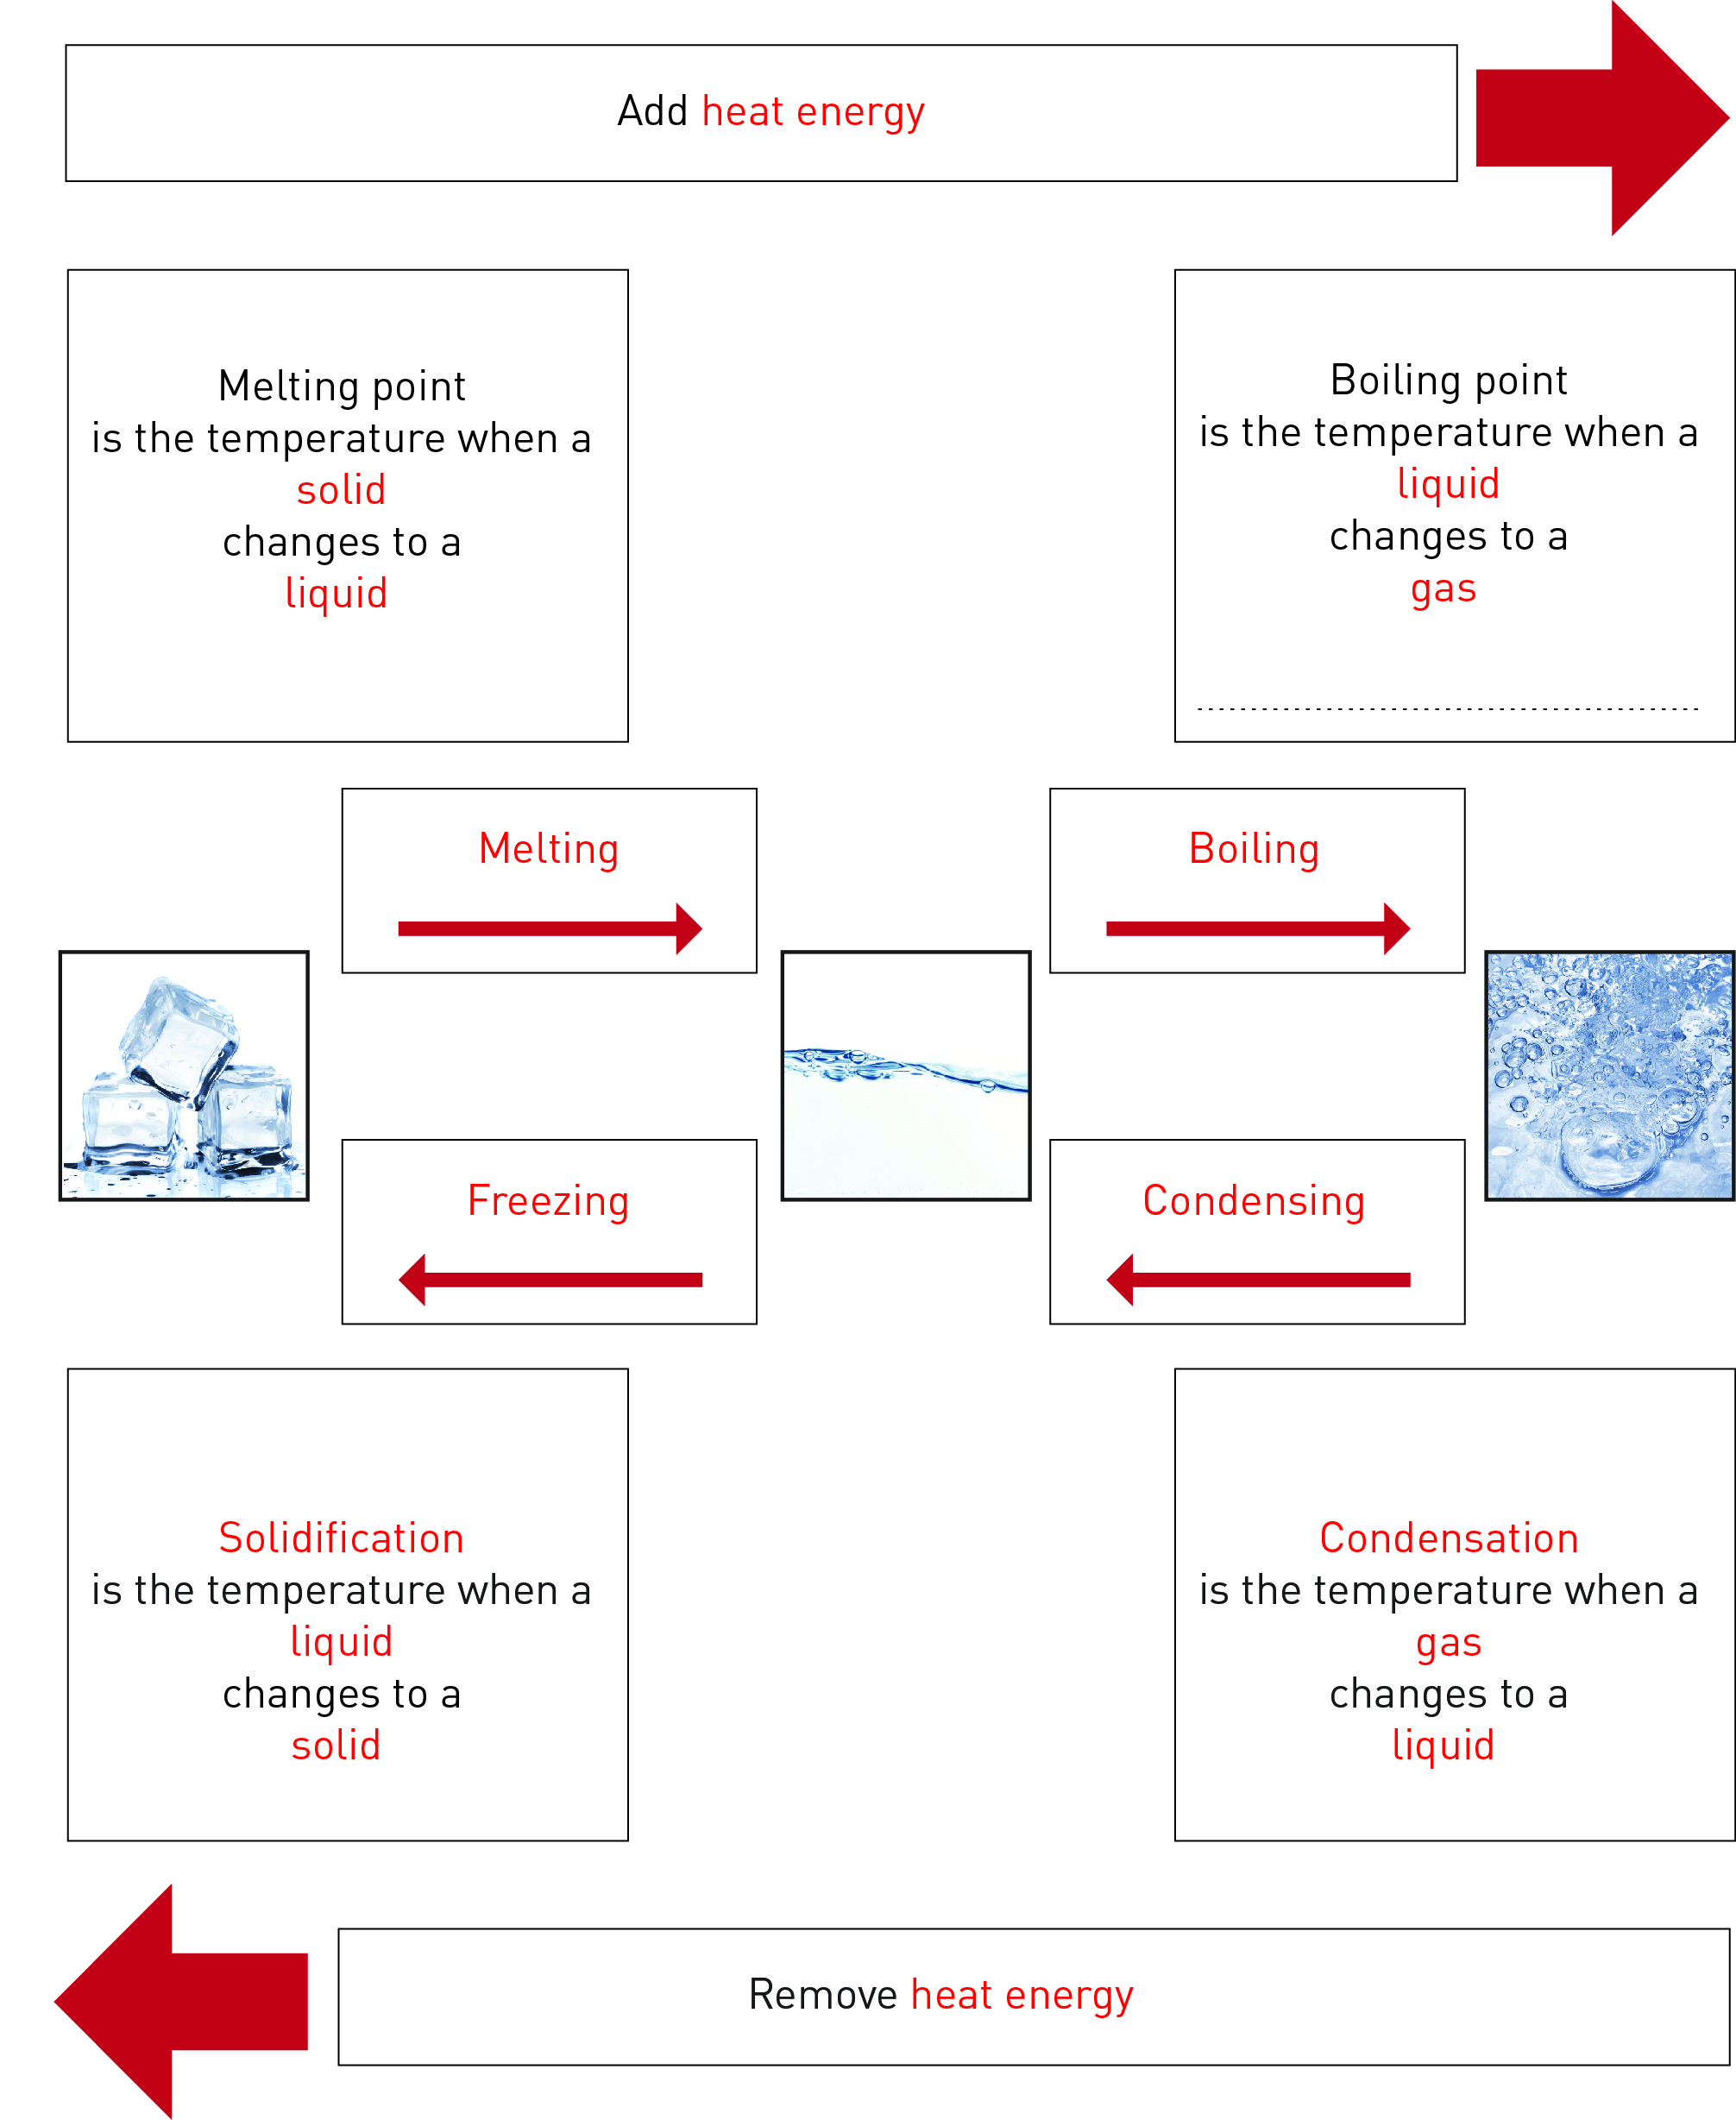 Add heat energy
Melting point
is the temperature when a
solid
changes to a
liquid
Boiling point
is the temperature when a
liquid
changes to a
gas
Melting
Boiling
Freezing
Condensing
Solidification
is the temperature when a
liquid
changes to a
solid
Condensation
is the temperature when a
gas
changes to a
liquid
Remove heat energy